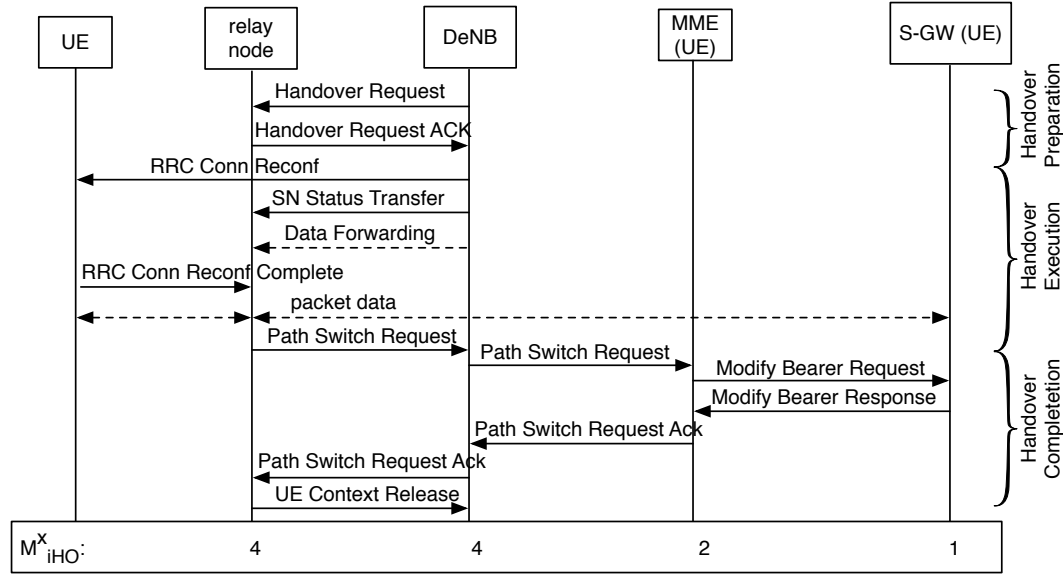 UE
relay
node
DeNB
MME
(UE)
S-GW (UE)
Handover Request
Handover Request ACK
RRC Conn Reconf
SN Status Transfer
Data Forwarding
RRC Conn Reconf Complete
packet data
Path Switch Request
Path Switch Request
Modify Bearer Request
Modify Bearer Response
Path Switch Request Ack
Path Switch Request Ack
UE Context Release
Handover
Preparation
Handover
Execution
Handover
Completetion
M^X_iHO: 4 4 2 1